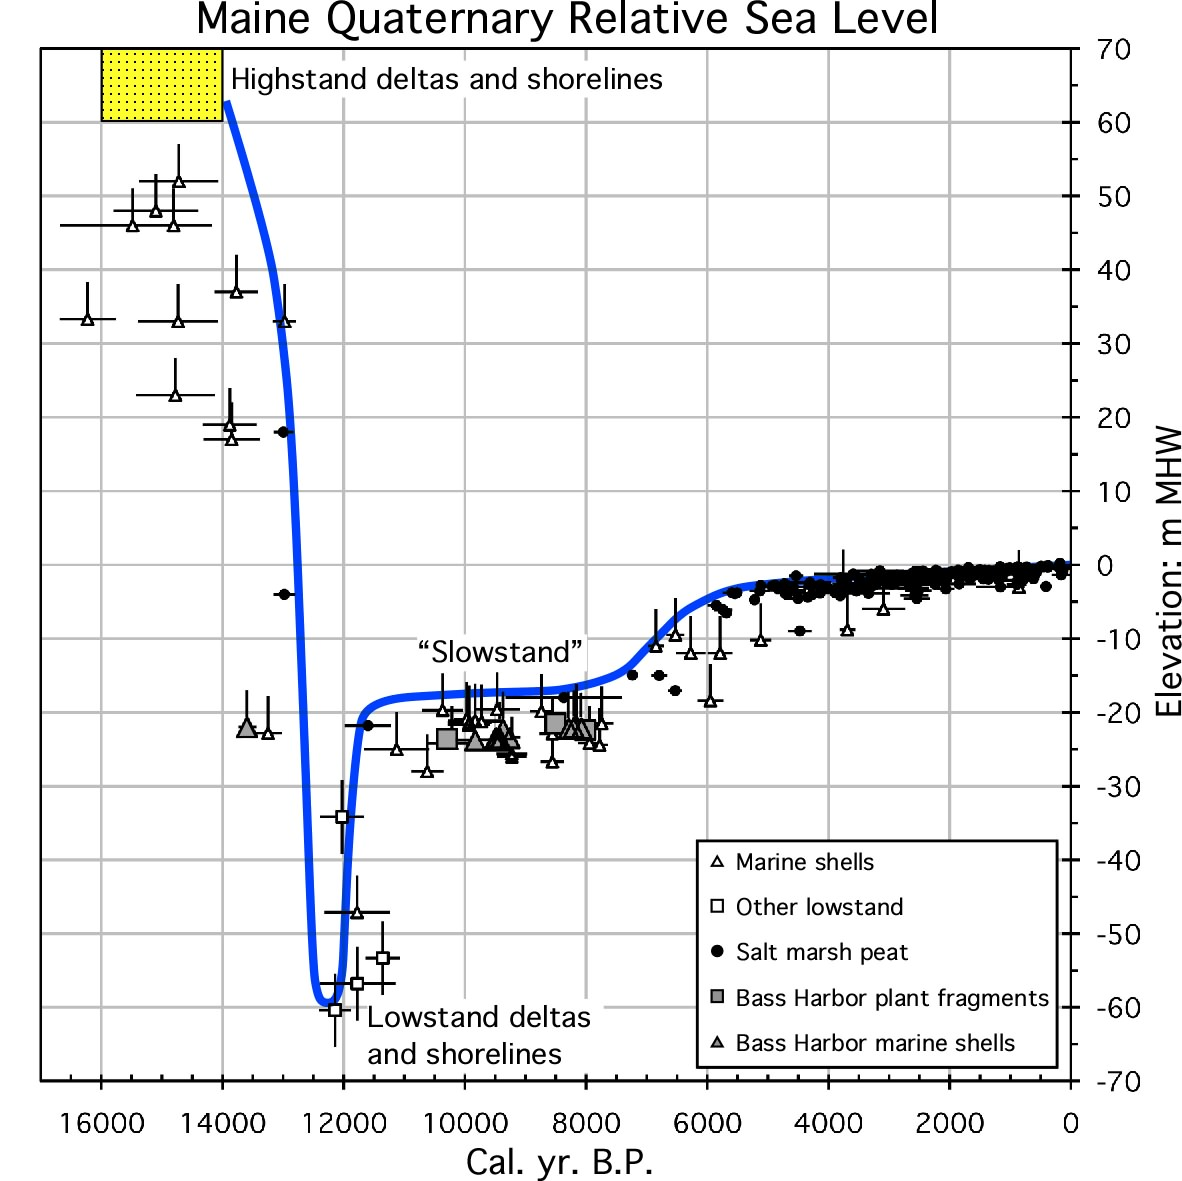 Maine Quaternary Relative Sea Level
70
Highstand deltas and shorelines
60
50
40
30
20
10
0
-10
“Slowstand”
-20
-30
-40
-50
-60
-70
Elevation: m MHW
Marine shells
Other lowstand
Salt marsh peat
Bass Harbor plant fragments
Bass Harbor marine shells
Lowstand deltas
and shorelines
16000 14000 12000 10000 8000 6000 4000 2000 0
Cal. yr. B.P.